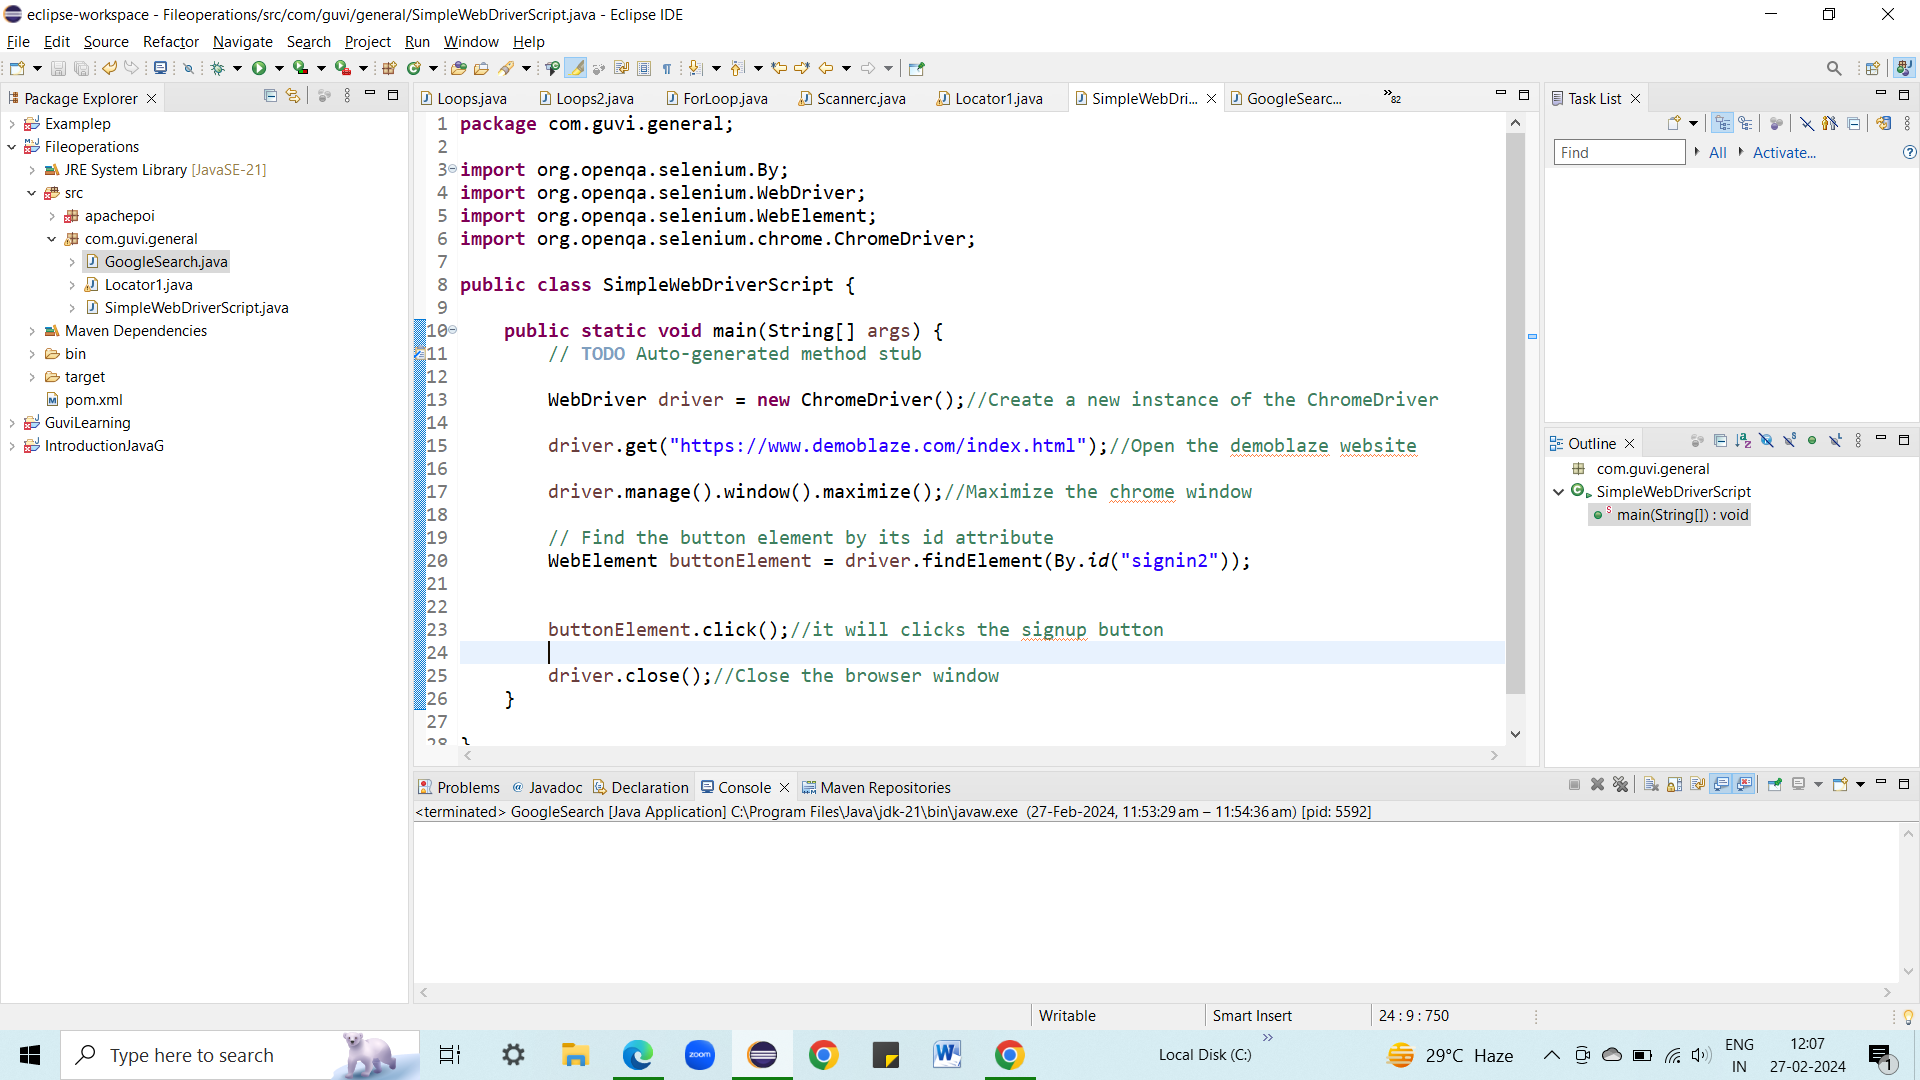 eclipse-workspace - Fileoperations/src/com/guvi/general/SimpleWebDriverScript.java - Eclipse IDE
File Edit Source Refactor Navigate Search Project Run Window Help
Package Explorer
Examplep
Fileoperations
JRE System Library [JavaSE-21]
src
apachepoi
com.guvi.general
GoogleSearch.java
Locator1.java
SimpleWebDriverScript.java
Maven Dependencies
bin
target
pom.xml
GuviLearning
IntroductionJavaG
Loops.java Loops2.java ForLoop.java Scannerc.java Locator1.java SimpleWebDri... GoogleSearc... »82
1 package com.guvi.general;
2
3 import org.openqa.selenium.By;
4 import org.openqa.selenium.WebDriver;
5 import org.openqa.selenium.WebElement;
6 import org.openqa.selenium.chrome.ChromeDriver;
7
8 public class SimpleWebDriverScript {
9
10 public static void main(String[] args) {
11 // TODO Auto-generated method stub
12
13 WebDriver driver = new ChromeDriver();//Create a new instance of the ChromeDriver
14
15 driver.get("https://www.demoblaze.com/index.html");//Open the demoblaze website
16
17 driver.manage().window().maximize();//Maximize the chrome window
18
19 // Find the button element by its id attribute
20 WebElement buttonElement = driver.findElement(By.id("signin2"));
21
22
23 buttonElement.click();//it will clicks the signup button
24
25 driver.close();//Close the browser window
26 }
27
28 }
Task List
Find All Activate...
Outline
com.guvi.general
SimpleWebDriverScript
main(String[]) : void
Problems @ Javadoc Declaration Console Maven Repositories
<terminated> GoogleSearch [Java Application] C:\Program Files\Java\jdk-21\bin\javaw.exe (27-Feb-2024, 11:53:29 am – 11:54:36 am) [pid: 5592]
Writable Smart Insert 24 : 9 : 750
Type here to search
zoom
W
Local Disk (C:) »
29°C Haze
ENG
IN
12:07
27-02-2024
1